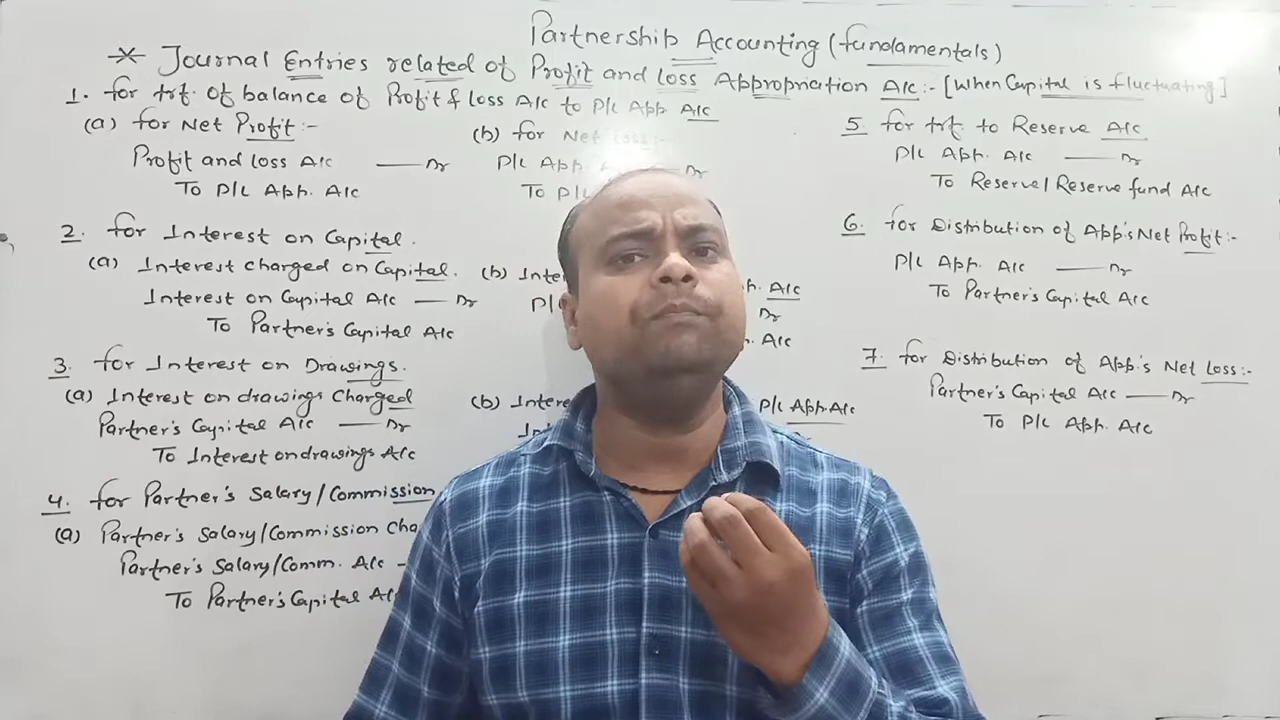 Partnership Accounting (fundamentals)
* Journal Entries related of Profit and loss Appropriation A/c :- [When Capital is fluctuating]
1. for trf. of balance of Profit & loss A/c to P/L App. A/c
(a) for Net Profit :-
Profit and loss A/c —— Dr
To P/L App. A/c
(b) for Net Loss :-
P/L App. Dr
To P/L
2. for Interest on Capital.
(a) Interest charged on Capital.
Interest on Capital A/c —— Dr
To Partner's Capital A/c
(b) A/c
P/L Dr
A/c
3. for Interest on Drawings.
(a) Interest on drawings charged
Partner's Capital A/c —— Dr
To Interest on drawings A/c
(b) P/L App. A/c
4. for Partner's Salary/Commission
(a) Partner's Salary/Commission
Partner's Salary/Comm. A/c
To Partner's Capital
5. for trf. to Reserve A/c
P/L App. A/c —— Dr
To Reserve/Reserve fund A/c
6. for Distribution of App's Net Profit :-
P/L App. A/c —— Dr
To Partner's Capital A/c
7. for Distribution of App's Net Loss :-
Partner's Capital A/c —— Dr
To P/L App. A/c